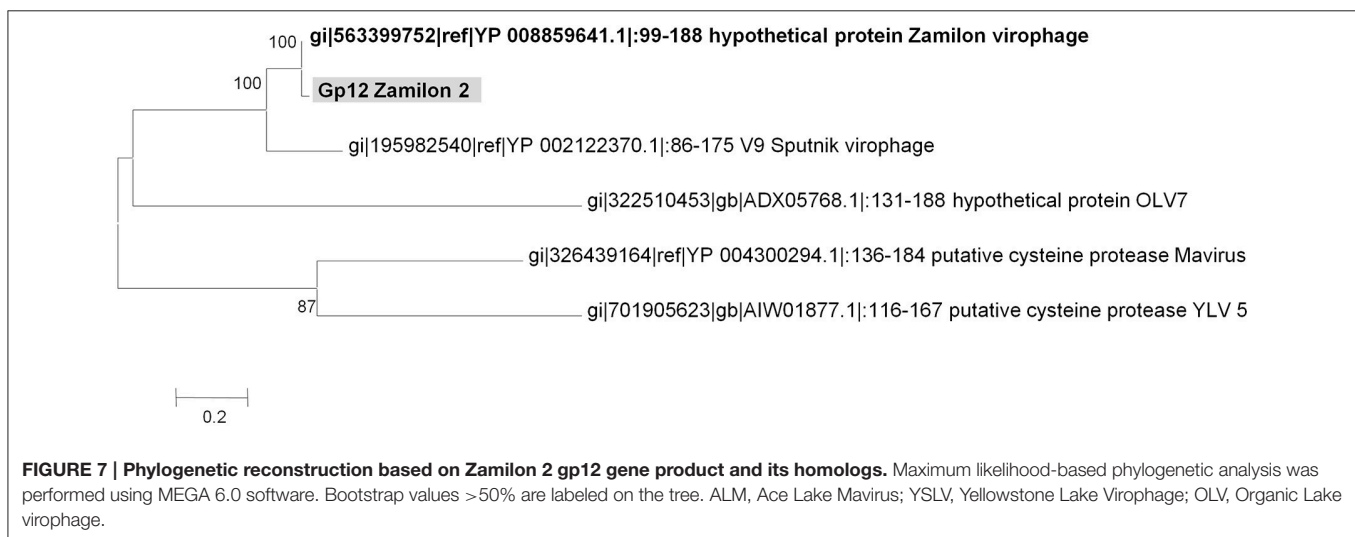 100
gi|563399752|ref|YP 008859641.1|:99-188 hypothetical protein Zamilon virophage
100
Gp12 Zamilon 2
gi|195982540|ref|YP 002122370.1|:86-175 V9 Sputnik virophage
gi|322510453|gb|ADX05768.1|:131-188 hypothetical protein OLV7
gi|326439164|ref|YP 004300294.1|:136-184 putative cysteine protease Mavirus
87
gi|701905623|gb|AIW01877.1|:116-167 putative cysteine protease YLV 5
0.2
FIGURE 7 | Phylogenetic reconstruction based on Zamilon 2 gp12 gene product and its homologs. Maximum likelihood-based phylogenetic analysis was
performed using MEGA 6.0 software. Bootstrap values >50% are labeled on the tree. ALM, Ace Lake Mavirus; YSLV, Yellowstone Lake Virophage; OLV, Organic Lake
virophage.